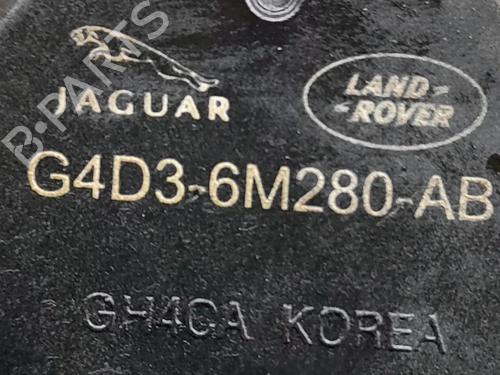 B-PARTS
JAGUAR
LAND-
-ROVER
G4D3-6M280-AB
GH4CA KOREA